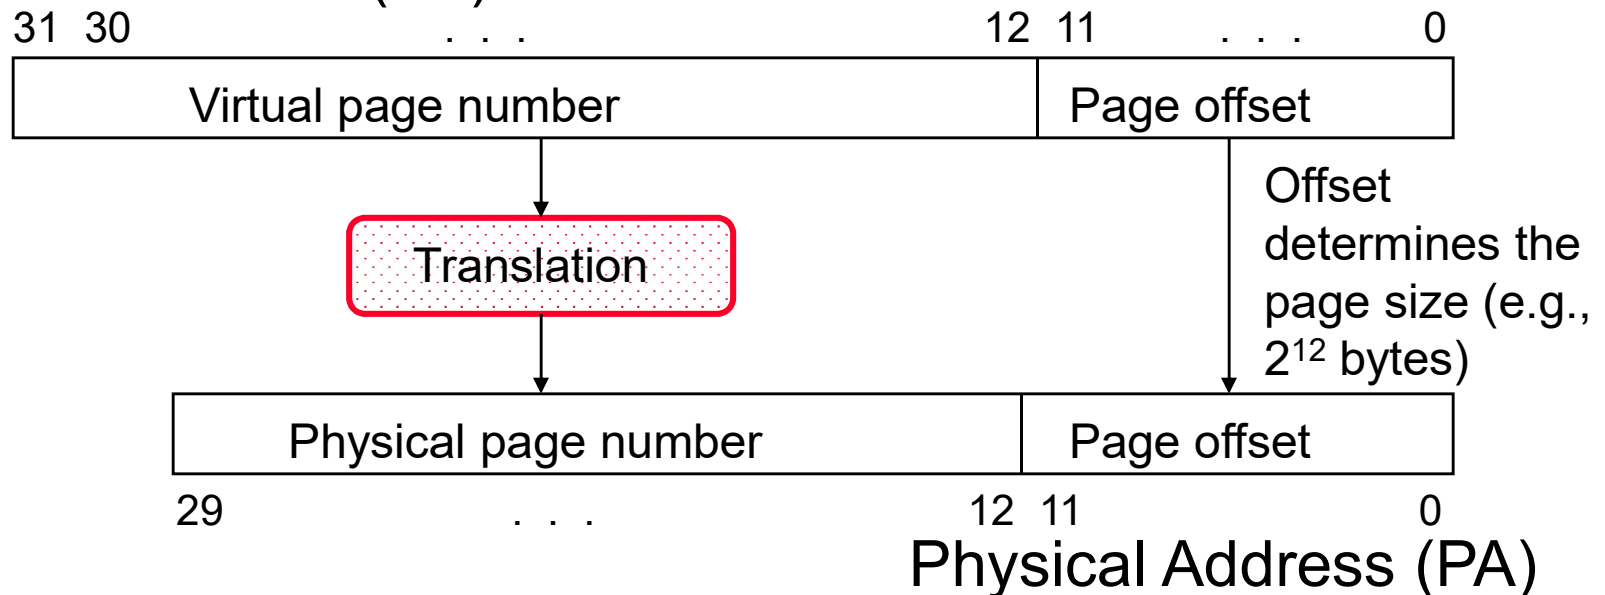 31 30 . . . 12 11 . . . 0
Virtual page number Page offset
Offset
determines the
page size (e.g.,
2¹² bytes)
Translation
Physical page number Page offset
29 . . . 12 11 0
Physical Address (PA)